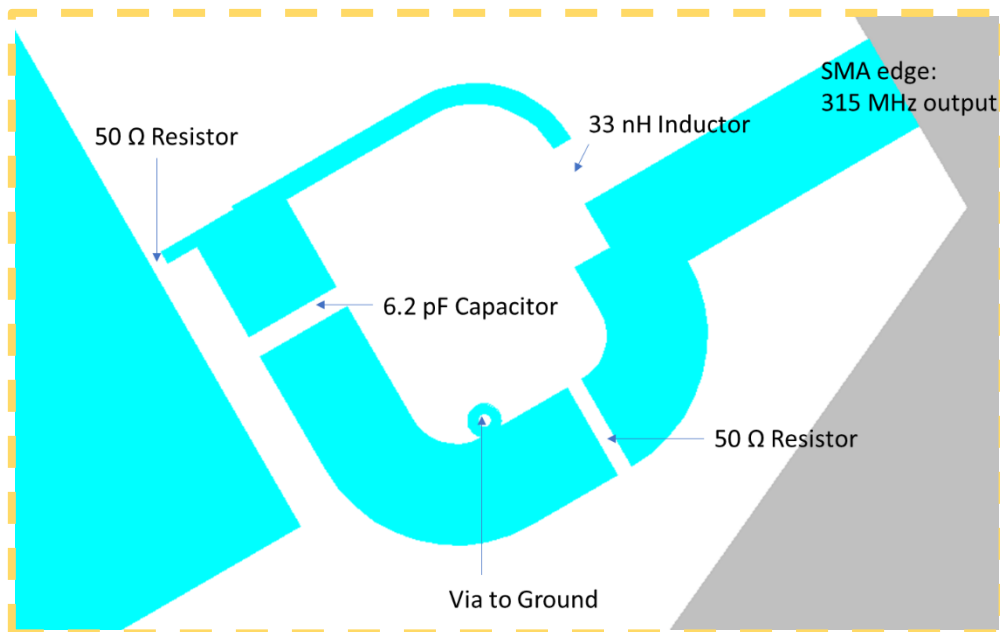 SMA edge:
315 MHz output
50 Ω Resistor
33 nH Inductor
6.2 pF Capacitor
50 Ω Resistor
Via to Ground